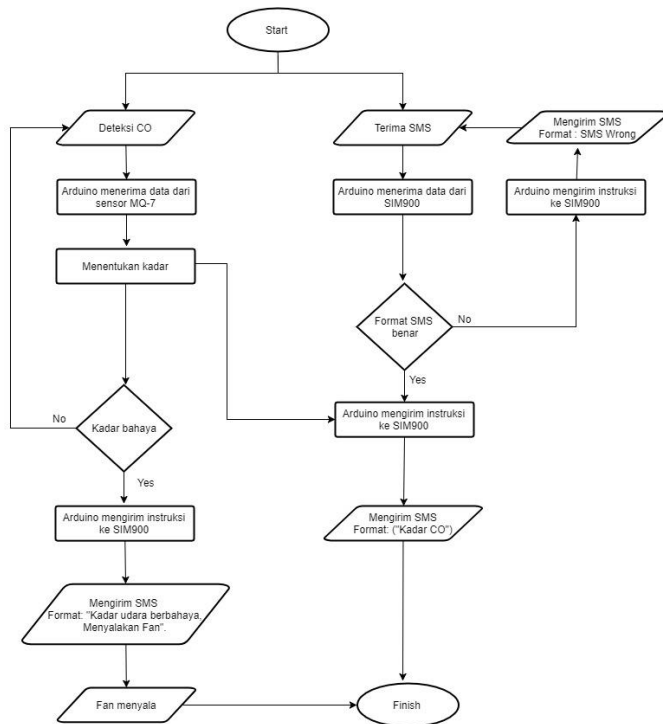 Start
Deteksi CO
Terima SMS
Mengirim SMS
Format : SMS Wrong
Arduino menerima data dari
sensor MQ-7
Arduino menerima data dari
SIM900
Arduino mengirim instruksi
ke SIM900
Menentukan kadar
Format SMS
benar
No
Yes
Kadar bahaya
No
Yes
Arduino mengirim instruksi
ke SIM900
Arduino mengirim instruksi
ke SIM900
Mengirim SMS
Format: ("Kadar CO")
Mengirim SMS
Format: "Kadar udara berbahaya,
Menyalakan Fan".
Fan menyala
Finish